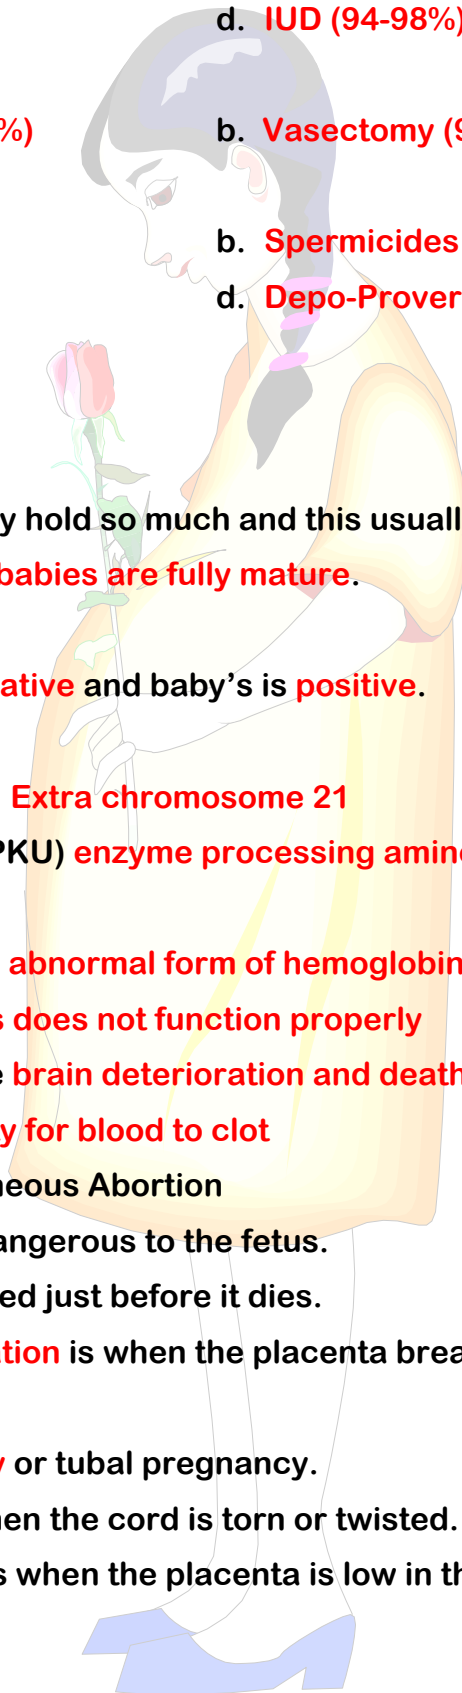 d. IUD (94-98%)
%) b. Vasectomy (9
b. Spermicides
d. Depo-Prover
y hold so much and this usuall
babies are fully mature.
ative and baby’s is positive.
Extra chromosome 21
PKU) enzyme processing amino
abnormal form of hemoglobin
s does not function properly
e brain deterioration and death
y for blood to clot
neous Abortion
angerous to the fetus.
ed just before it dies.
ation is when the placenta brea
y or tubal pregnancy.
hen the cord is torn or twisted.
s when the placenta is low in th